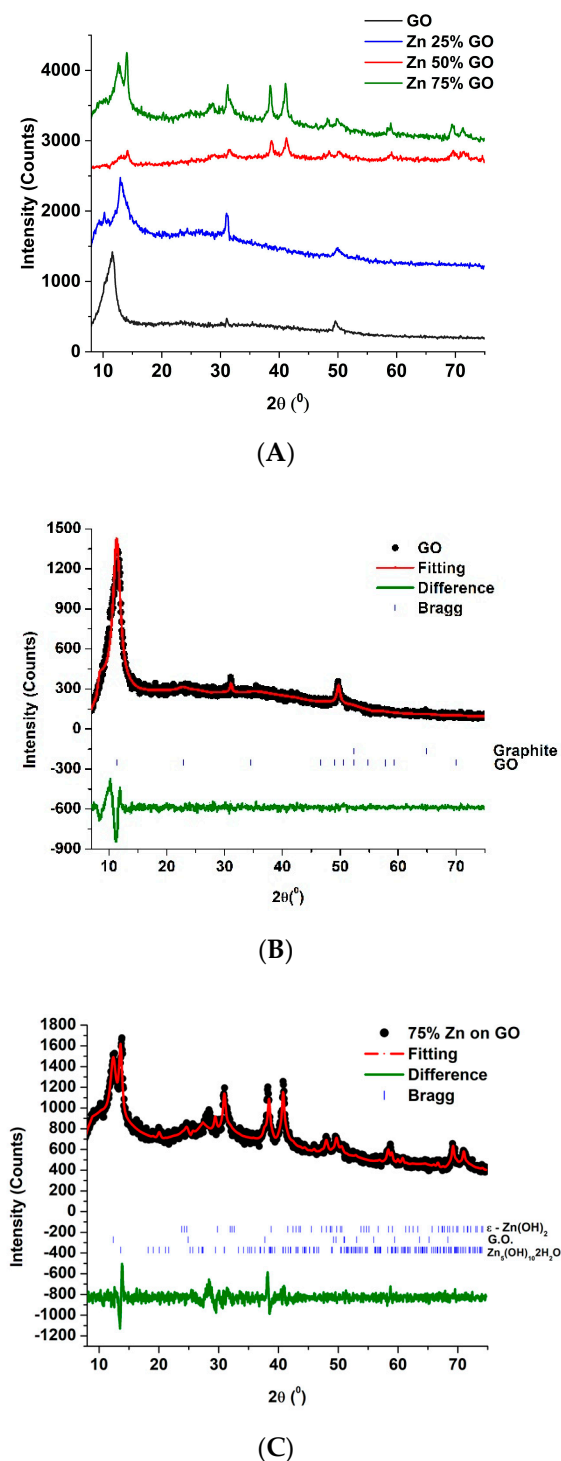 GO
Zn 25% GO
Zn 50% GO
Zn 75% GO
4000
3000
2000
1000
0
Intensity (Counts)
10 20 30 40 50 60 70
2θ (⁰)
(A)
1500
1200
900
600
300
0
-300
-600
-900
Intensity (Counts)
GO
Fitting
Difference
Bragg
Graphite
GO
10 20 30 40 50 60 70
2θ(⁰)
(B)
1800
1600
1400
1200
1000
800
600
400
200
0
-200
-400
-600
-800
-1000
-1200
Intensity (Counts)
75% Zn on GO
Fitting
Difference
Bragg
ε - Zn(OH)₂
G.O.
Zn₅(OH)₁₀2H₂O
10 20 30 40 50 60 70
2θ (⁰)
(C)